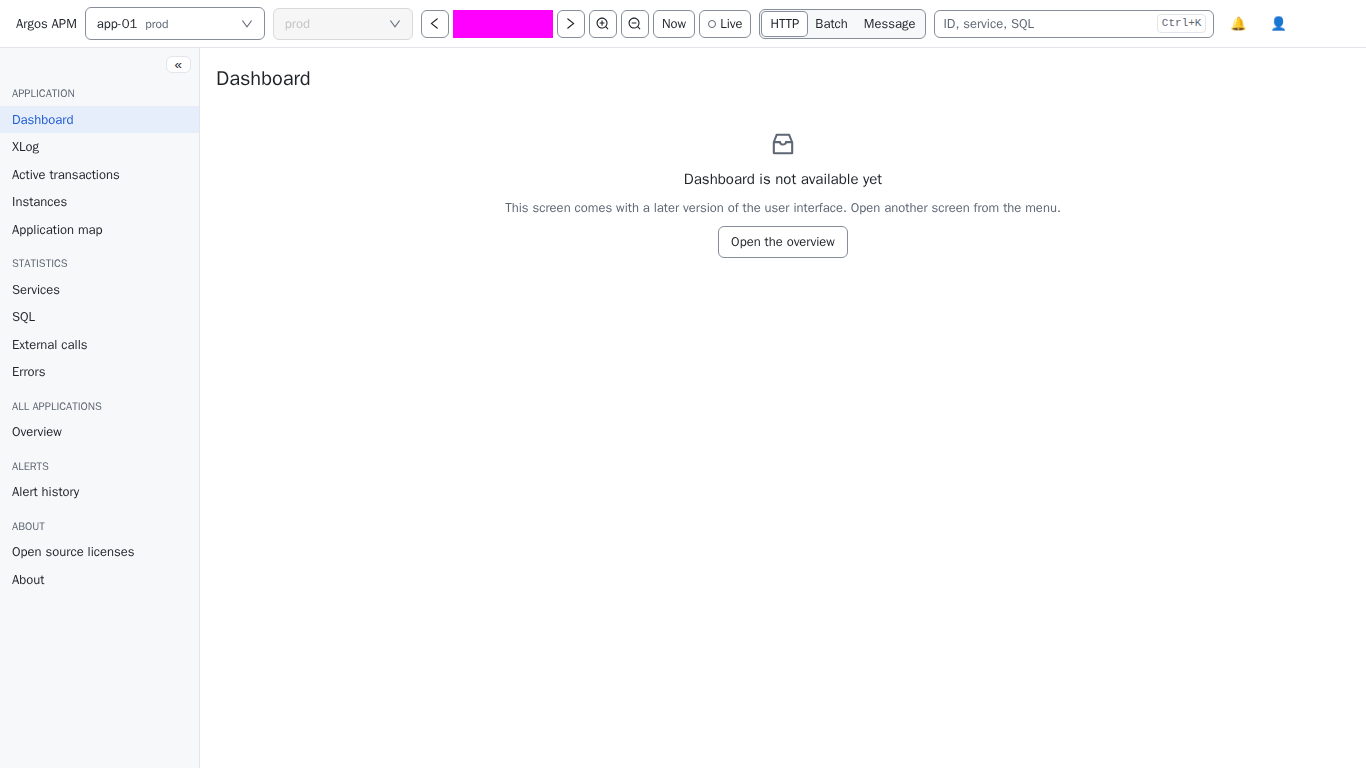 Argos APM app-01 prod prod Now Live HTTP Batch Message ID, service, SQL Ctrl+K
«
APPLICATION
Dashboard
XLog
Active transactions
Instances
Application map
STATISTICS
Services
SQL
External calls
Errors
ALL APPLICATIONS
Overview
ALERTS
Alert history
ABOUT
Open source licenses
About
Dashboard
Dashboard is not available yet
This screen comes with a later version of the user interface. Open another screen from the menu.
Open the overview